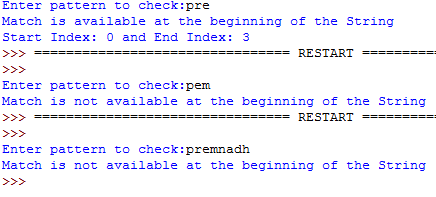 Enter pattern to check:pre
Match is available at the beginning of the String
Start Index: 0 and End Index: 3
>>> ================================ RESTART =========
>>>
Enter pattern to check:pem
Match is not available at the beginning of the String
>>> ================================ RESTART =========
>>>
Enter pattern to check:premnadh
Match is not available at the beginning of the String
>>>